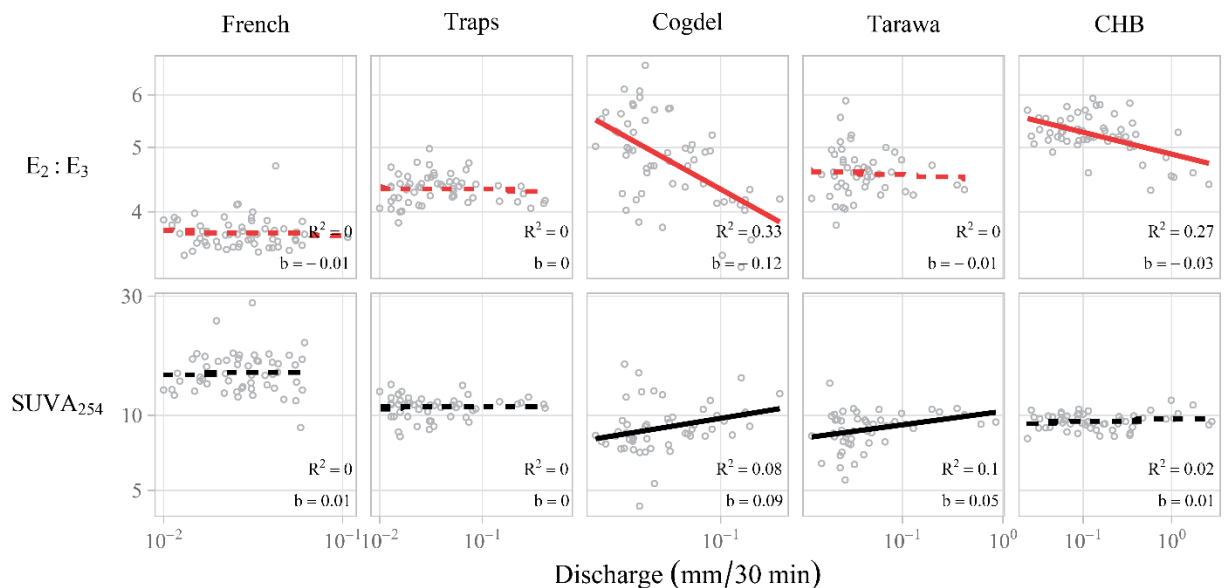 French Traps Cogdel Tarawa CHB
6
5
E₂ : E₃
4
R² = 0 R² = 0 R² = 0.33 R² = 0 R² = 0.27
b = − 0.01 b = 0 b = − 0.12 b = − 0.01 b = − 0.03
30
SUVA₂₅₄
10
R² = 0 R² = 0 R² = 0.08 R² = 0.1 R² = 0.02
5
b = 0.01 b = 0 b = 0.09 b = 0.05 b = 0.01
10⁻² 10⁻¹ 10⁻² 10⁻¹ 10⁻¹ 10⁻¹ 10⁰ 10⁻¹ 10⁰
Discharge (mm/30 min)